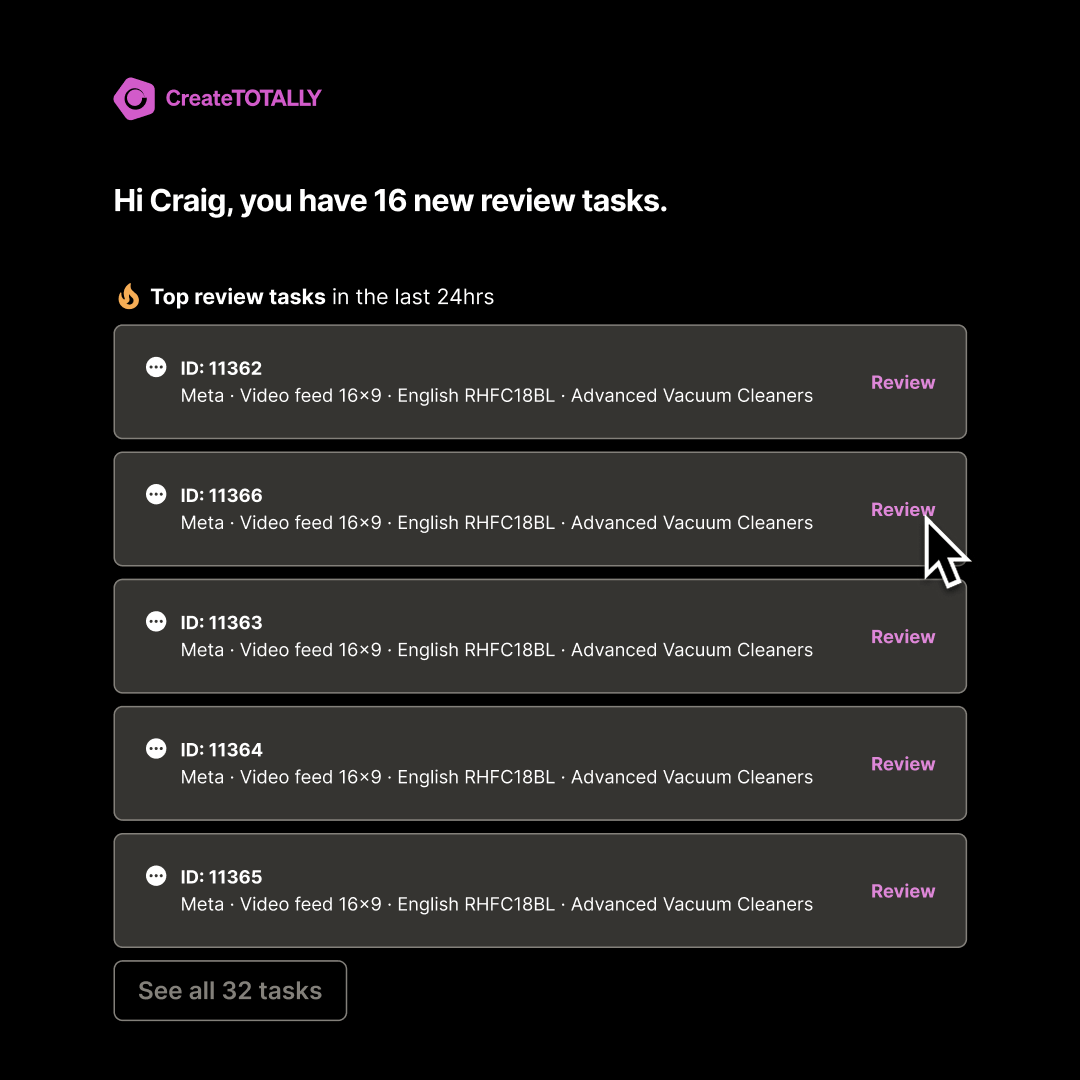 CreateTOTALLY
Hi Craig, you have 16 new review tasks.
Top review tasks in the last 24hrs
ID: 11362
Meta · Video feed 16×9 · English RHFC18BL · Advanced Vacuum Cleaners
Review
ID: 11366
Meta · Video feed 16×9 · English RHFC18BL · Advanced Vacuum Cleaners
Review
ID: 11363
Meta · Video feed 16×9 · English RHFC18BL · Advanced Vacuum Cleaners
Review
ID: 11364
Meta · Video feed 16×9 · English RHFC18BL · Advanced Vacuum Cleaners
Review
ID: 11365
Meta · Video feed 16×9 · English RHFC18BL · Advanced Vacuum Cleaners
Review
See all 32 tasks